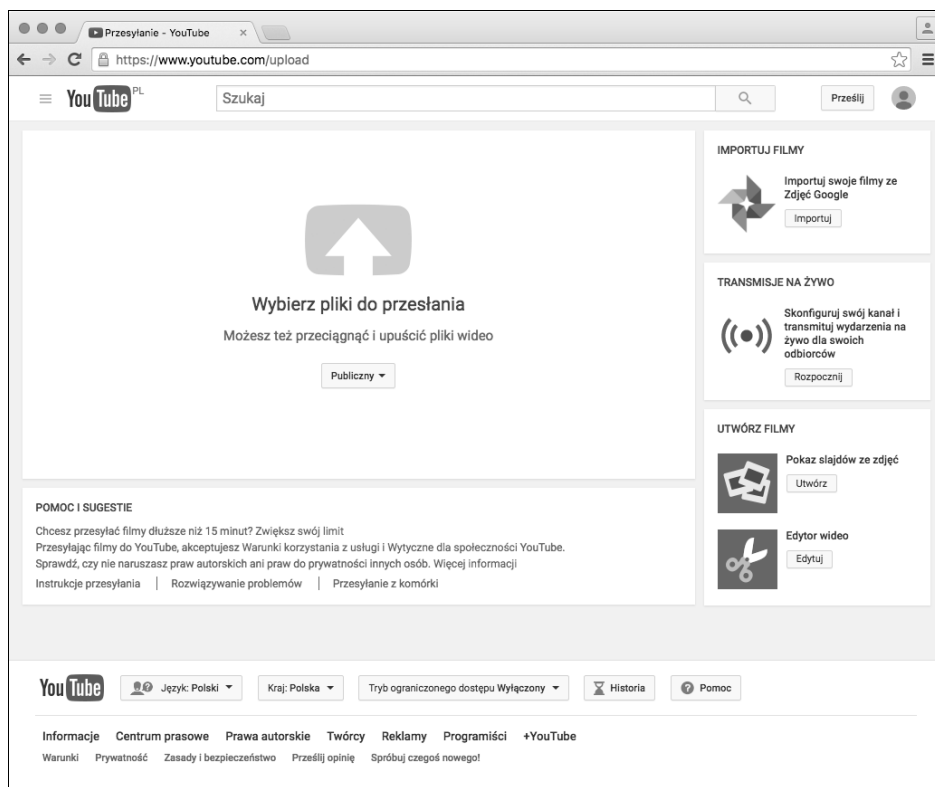 Przesyłanie - YouTube
https://www.youtube.com/upload
YouTube PL
Szukaj
Prześlij
Wybierz pliki do przesłania
Możesz też przeciągnąć i upuścić pliki wideo
Publiczny
IMPORTUJ FILMY
Importuj swoje filmy ze
Zdjęć Google
Importuj
TRANSMISJE NA ŻYWO
Skonfiguruj swój kanał i
transmituj wydarzenia na
żywo dla swoich
odbiorców
Rozpocznij
UTWÓRZ FILMY
Pokaz slajdów ze zdjęć
Utwórz
Edytor wideo
Edytuj
POMOC I SUGESTIE
Chcesz przesyłać filmy dłuższe niż 15 minut? Zwiększ swój limit
Przesyłając filmy do YouTube, akceptujesz Warunki korzystania z usługi i Wytyczne dla społeczności YouTube.
Sprawdź, czy nie naruszasz praw autorskich ani praw do prywatności innych osób. Więcej informacji
Instrukcje przesyłania | Rozwiązywanie problemów | Przesyłanie z komórki
YouTube
Język: Polski
Kraj: Polska
Tryb ograniczonego dostępu Wyłączony
Historia
Pomoc
Informacje Centrum prasowe Prawa autorskie Twórcy Reklamy Programiści +YouTube
Warunki Prywatność Zasady i bezpieczeństwo Prześlij opinię Spróbuj czegoś nowego!